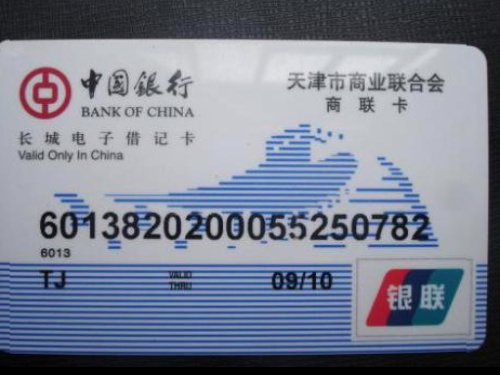 中国银行
BANK OF CHINA
天津市商业联合会
商联卡
长城电子借记卡
Valid Only In China
6013820200055250782
6013
TJ
VALID
THRU
09/10
银联